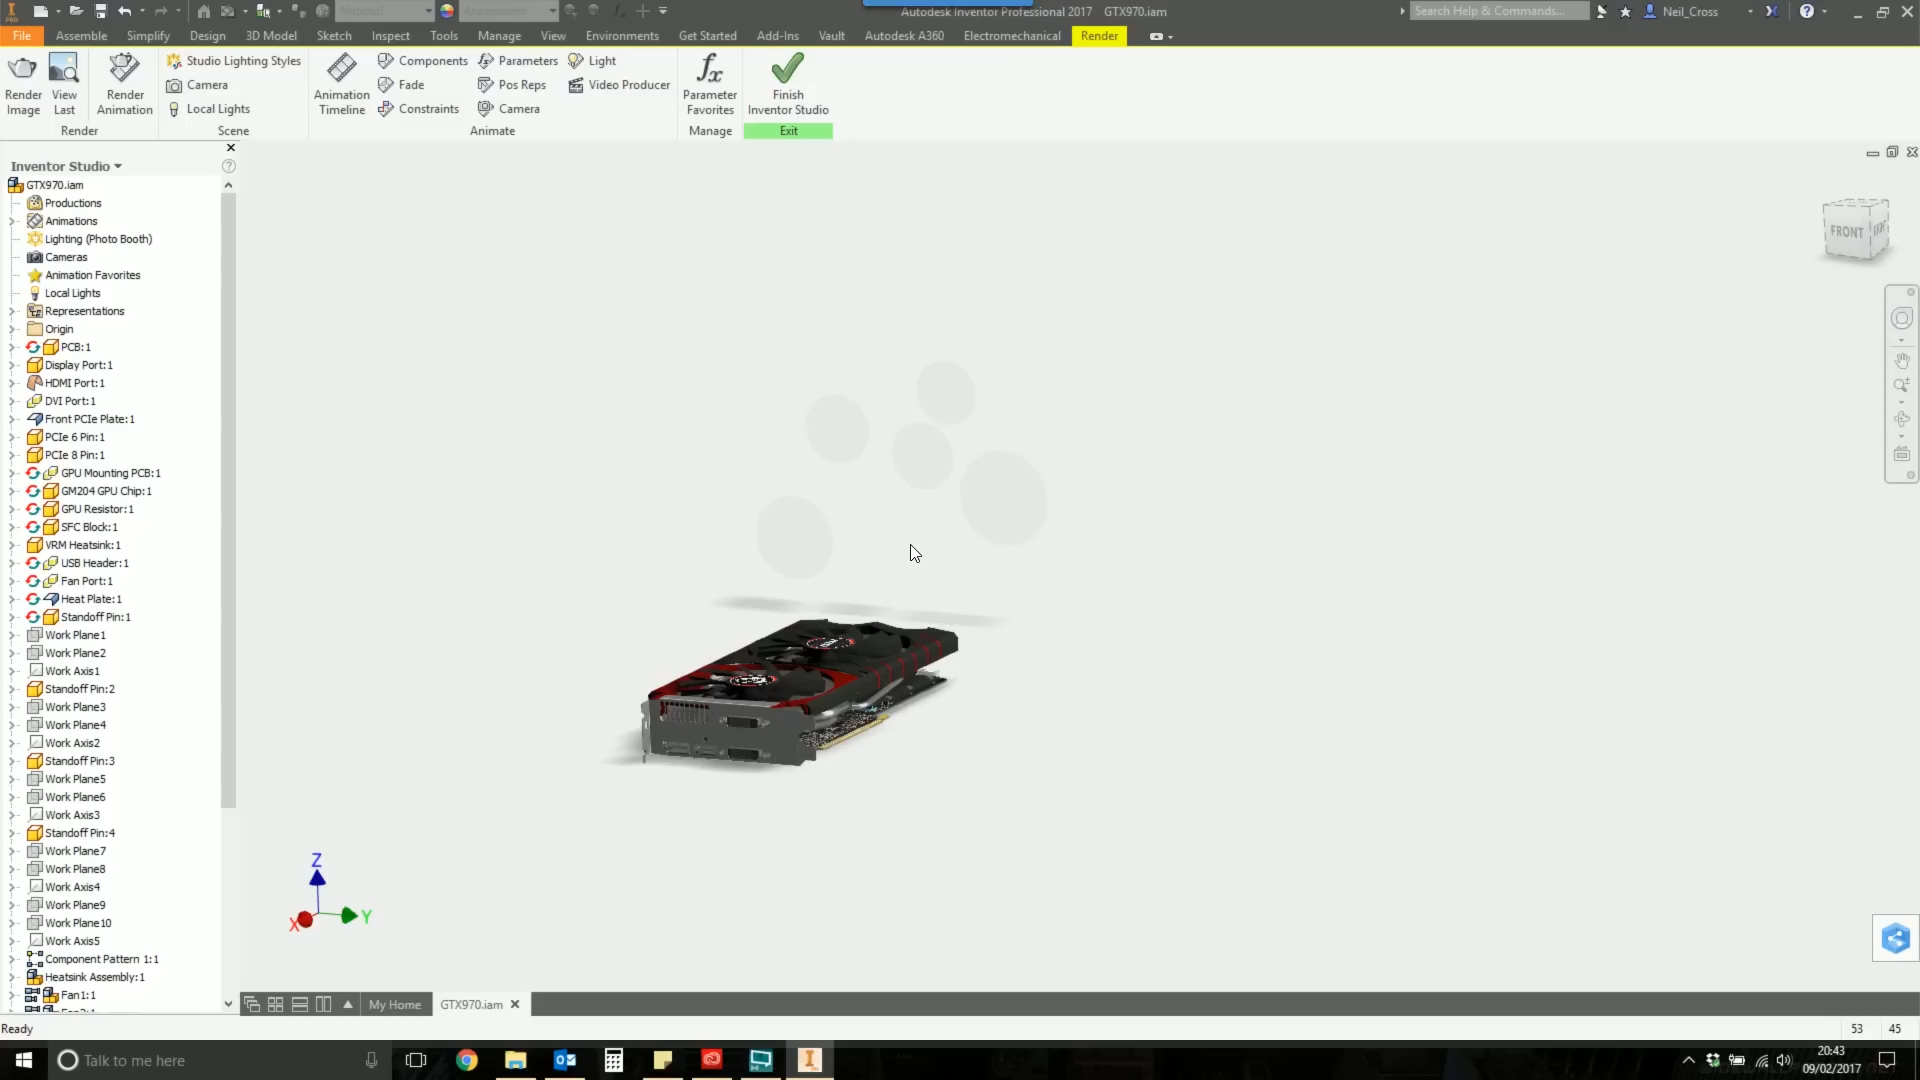 Material
Appearance
Autodesk Inventor Professional 2017 GTX970.iam
Search Help & Commands...
Neil_Cross
PRO
File Assemble Simplify Design 3D Model Sketch Inspect Tools Manage View Environments Get Started Add-Ins Vault Autodesk A360 Electromechanical Render
Render Image
View Last
Render Animation
Render
Studio Lighting Styles
Camera
Local Lights
Scene
Animation Timeline
Components
Fade
Constraints
Parameters
Pos Reps
Camera
Light
Video Producer
Animate
fx
Parameter Favorites
Manage
Finish Inventor Studio
Exit
Inventor Studio
GTX970.iam
Productions
Animations
Lighting (Photo Booth)
Cameras
Animation Favorites
Local Lights
Representations
Origin
PCB:1
Display Port:1
HDMI Port:1
DVI Port:1
Front PCIe Plate:1
PCIe 6 Pin:1
PCIe 8 Pin:1
GPU Mounting PCB:1
GM204 GPU Chip:1
GPU Resistor:1
SFC Block:1
VRM Heatsink:1
USB Header:1
Fan Port:1
Heat Plate:1
Standoff Pin:1
Work Plane1
Work Plane2
Work Axis1
Standoff Pin:2
Work Plane3
Work Plane4
Work Axis2
Standoff Pin:3
Work Plane5
Work Plane6
Work Axis3
Standoff Pin:4
Work Plane7
Work Plane8
Work Axis4
Work Plane9
Work Plane10
Work Axis5
Component Pattern 1:1
Heatsink Assembly:1
Fan1:1
FRONT
Z
X
Y
My Home
GTX970.iam
Ready
53 45
Talk to me here
20:43
09/02/2017